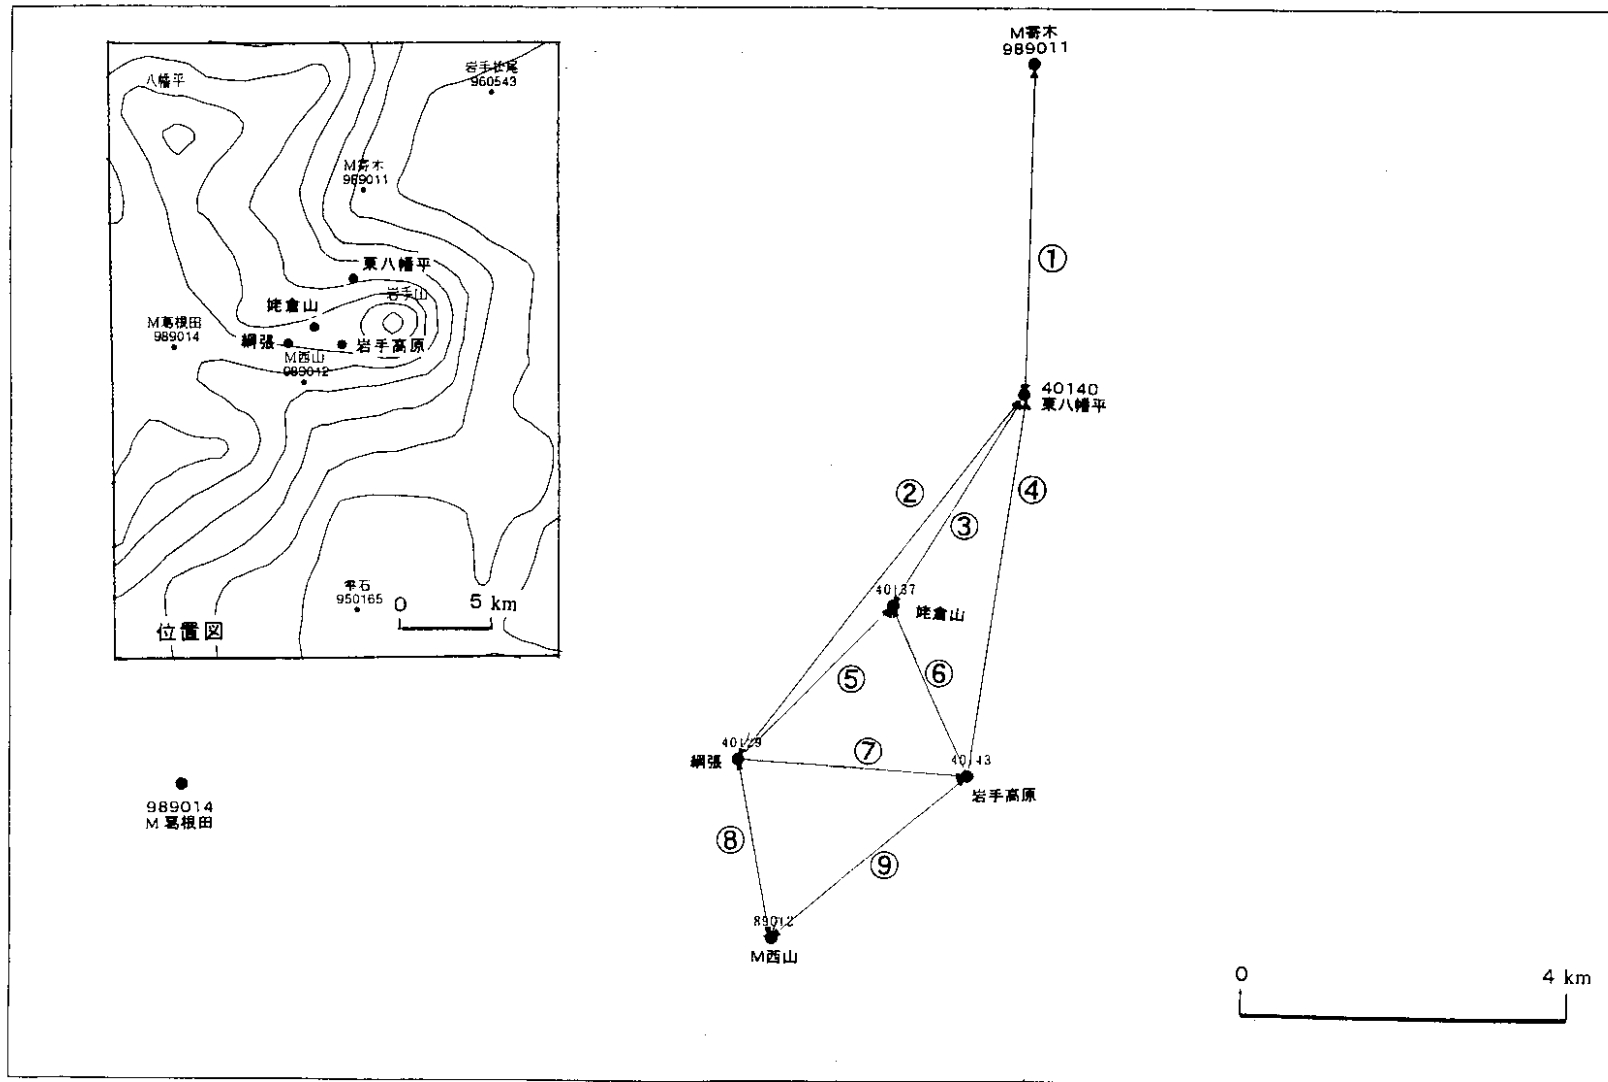 八幡平
岩手松尾
960543
M寄木
989011
東八幡平
岩手山
姥倉山
M葛根田
989014
網張
岩手高原
M西山
989012
雫石
950165
0 5 km
位置図
M寄木
989011
①
40140
東八幡平
②
③
④
40137
姥倉山
⑤
⑥
40129
網張
⑦
40143
岩手高原
989014
M葛根田
⑧
⑨
89012
M西山
0 4 km